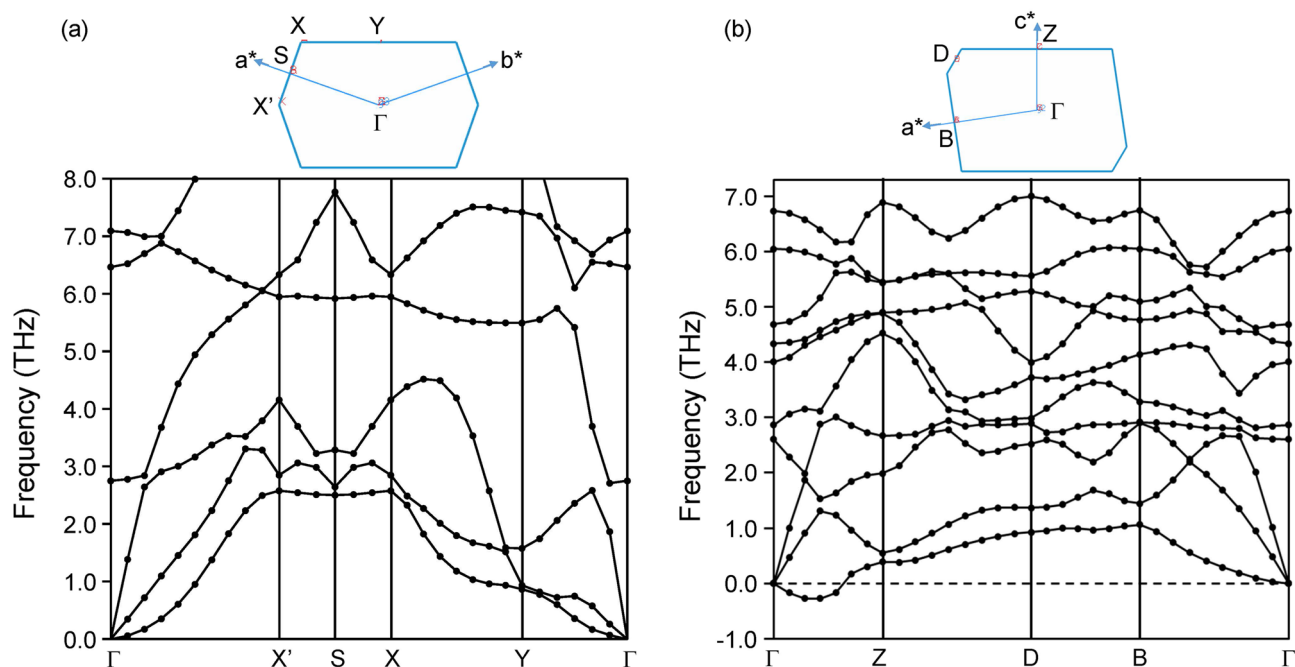 (a)
X
Y
S
a*
b*
X'
Γ
8.0
7.0
6.0
5.0
4.0
3.0
2.0
1.0
0.0
Frequency (THz)
Γ
X'
S
X
Y
Γ
(b)
c*
Z
D
Γ
a*
B
7.0
6.0
5.0
4.0
3.0
2.0
1.0
0.0
-1.0
Frequency (THz)
Γ
Z
D
B
Γ